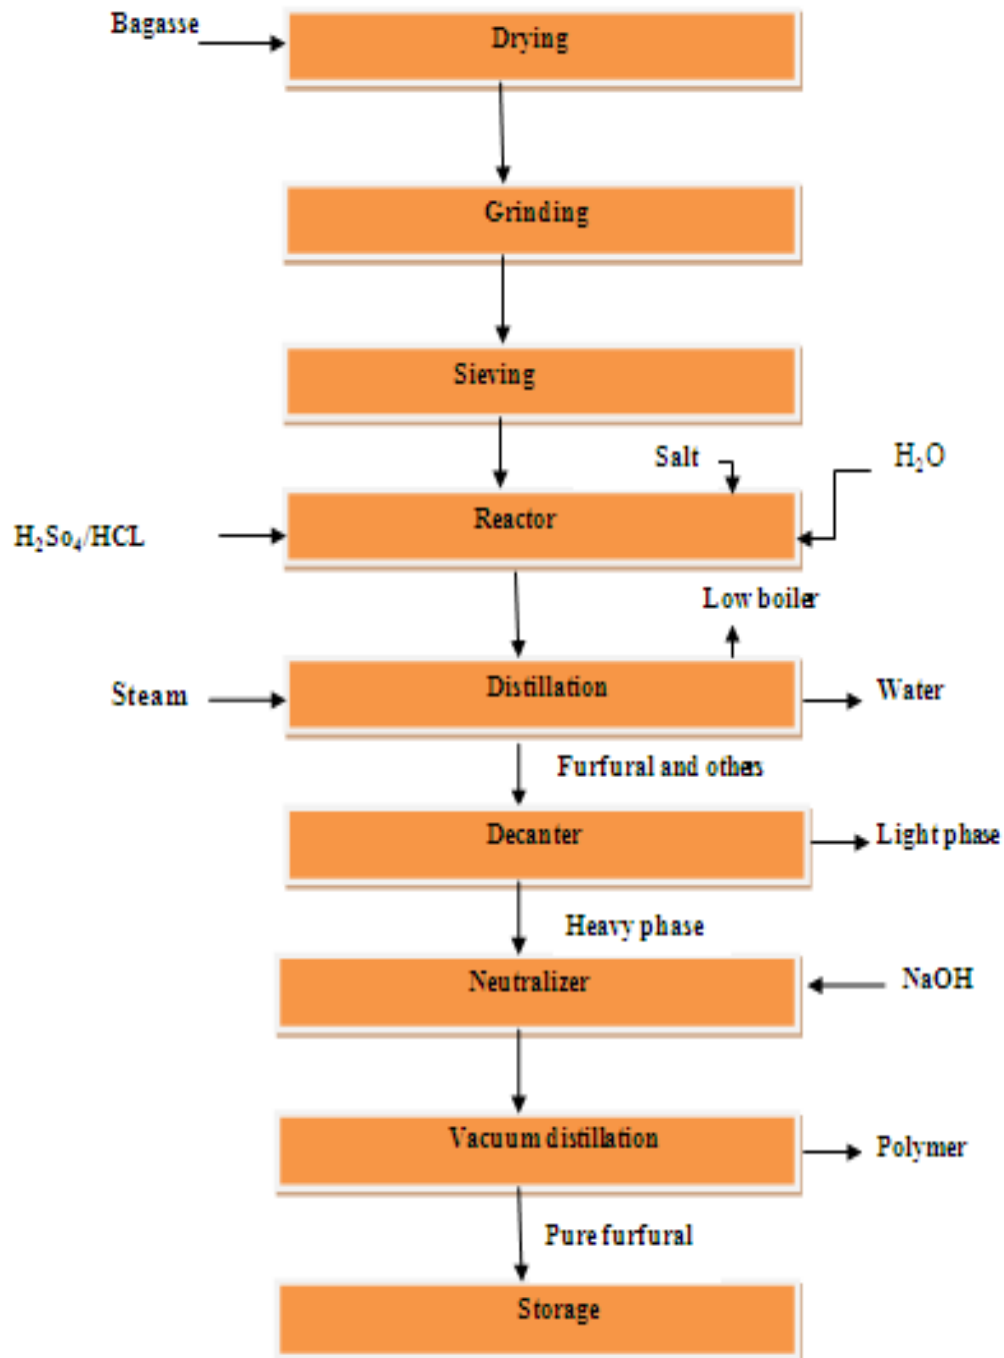 Bagasse
Drying
Grinding
Sieving
Salt
H₂O
Reactor
H₂So₄/HCL
Low boiler
Steam
Distillation
Water
Furfural and others
Decanter
Light phase
Heavy phase
Neutralizer
NaOH
Vacuum distillation
Polymer
Pure furfural
Storage